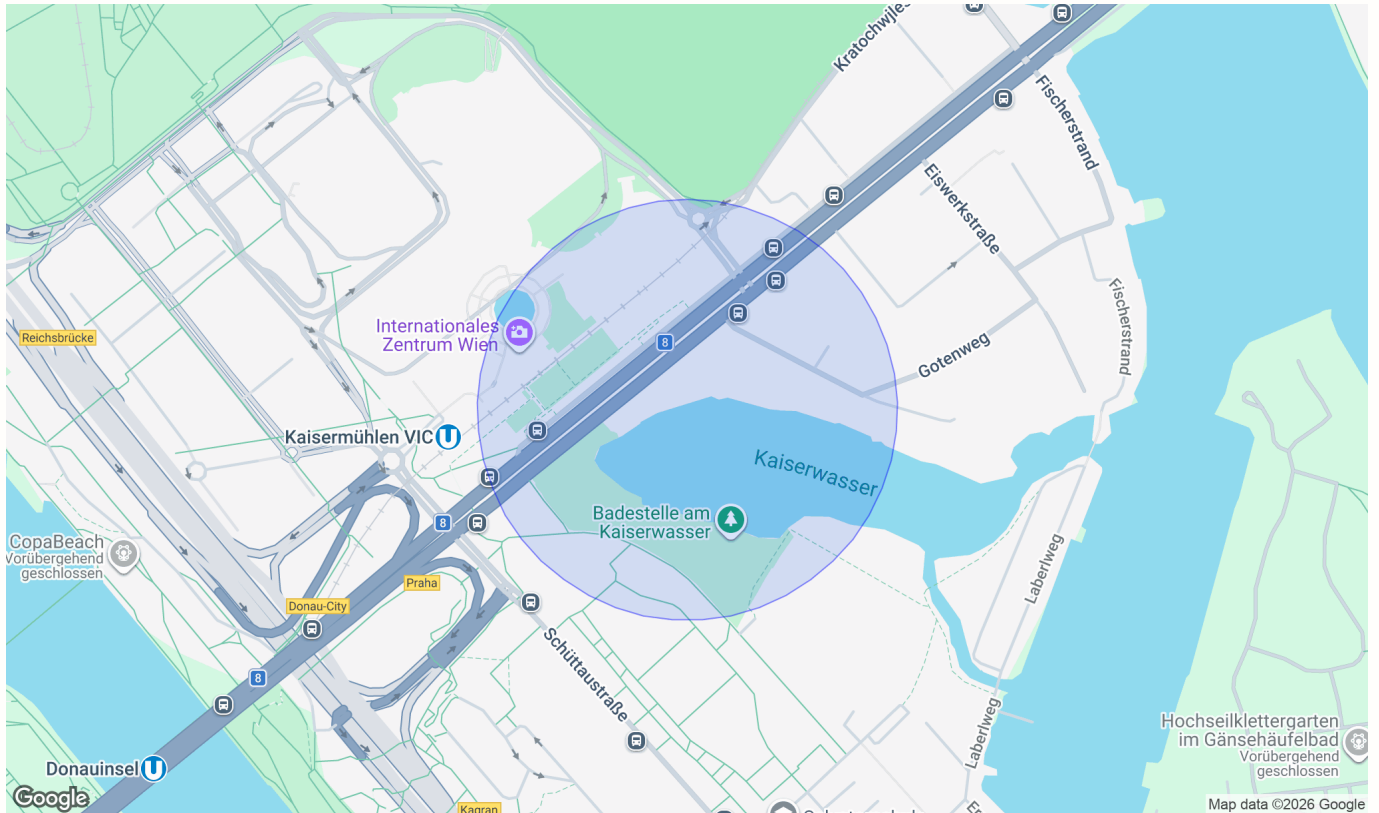 Kratochwjles
Fischerstrand
Eiswerkstraße
Fischerstrand
Reichsbrücke
Internationales
Zentrum Wien
8
Gotenweg
Kaisermühlen VIC
U
Kaiserwasser
Badestelle am
Kaiserwasser
8
CopaBeach
Vorübergehend
geschlossen
Praha
Donau-City
Laberlweg
Schüttaustraße
8
Laberlweg
Hochseilklettergarten
im Gänsehäufelbad
Vorübergehend
geschlossen
Donauinsel
U
Google
Kagran
Map data ©2026 Google